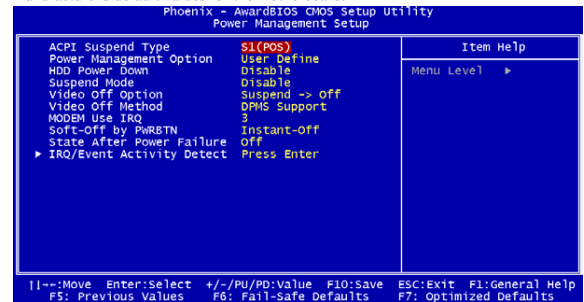 Phoenix - AwardBIOS CMOS Setup Utility
Power Management Setup
ACPI Suspend Type S1(POS)
Power Management Option User Define
HDD Power Down Disable
Suspend Mode Disable
Video Off Option Suspend -> Off
Video Off Method DPMS Support
MODEM Use IRQ 3
Soft-Off by PWRBTN Instant-Off
State After Power Failure Off
▶ IRQ/Event Activity Detect Press Enter
Item Help
Menu Level ▶
↑↓→←:Move Enter:Select +/-/PU/PD:Value F10:Save ESC:Exit F1:General Help
F5: Previous Values F6: Fail-Safe Defaults F7: Optimized Defaults